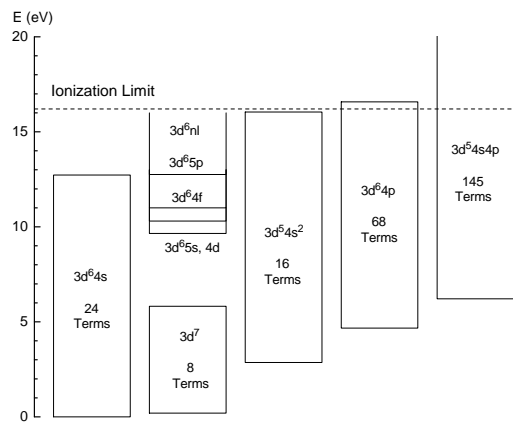 E (eV)
20
15
10
5
0
Ionization Limit
3d⁶4s
24
Terms
3d⁶nl
3d⁶5p
3d⁶4f
3d⁶5s, 4d
3d⁷
8
Terms
3d⁵4s²
16
Terms
3d⁶4p
68
Terms
3d⁵4s4p
145
Terms